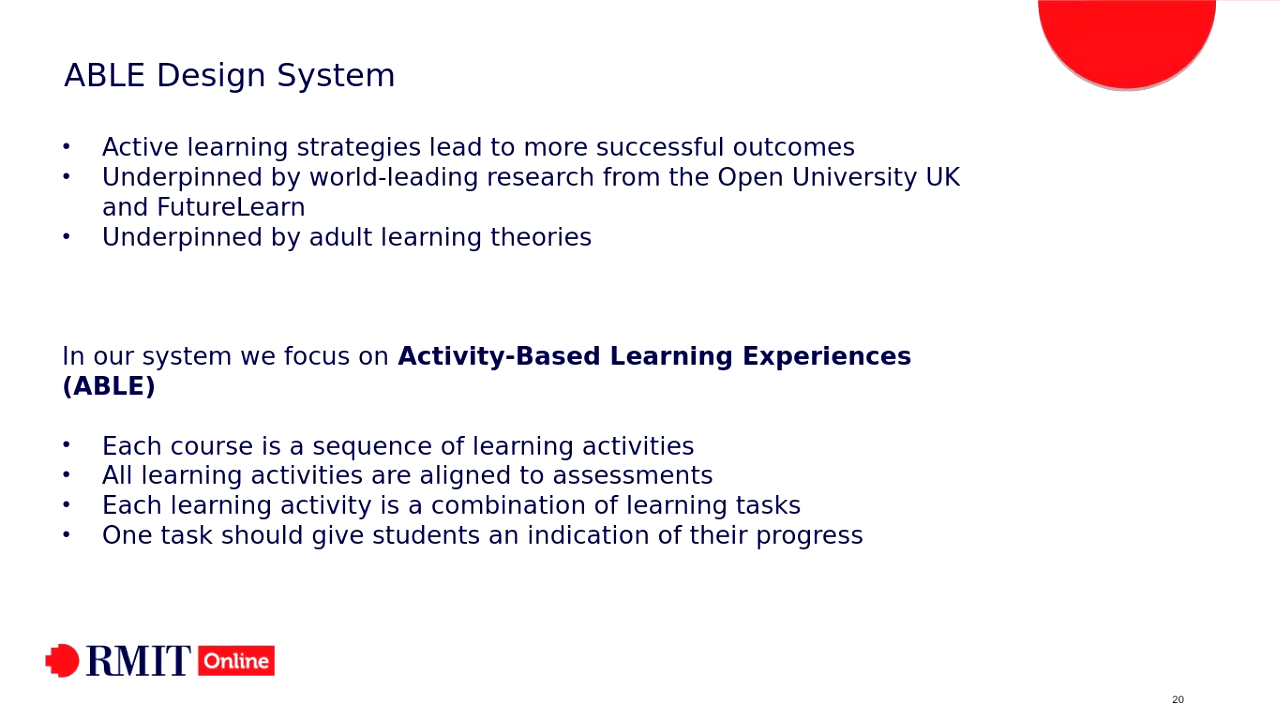 ABLE Design System
• Active learning strategies lead to more successful outcomes
• Underpinned by world-leading research from the Open University UK
and FutureLearn
• Underpinned by adult learning theories
In our system we focus on Activity-Based Learning Experiences
(ABLE)
• Each course is a sequence of learning activities
• All learning activities are aligned to assessments
• Each learning activity is a combination of learning tasks
• One task should give students an indication of their progress
RMIT Online
20